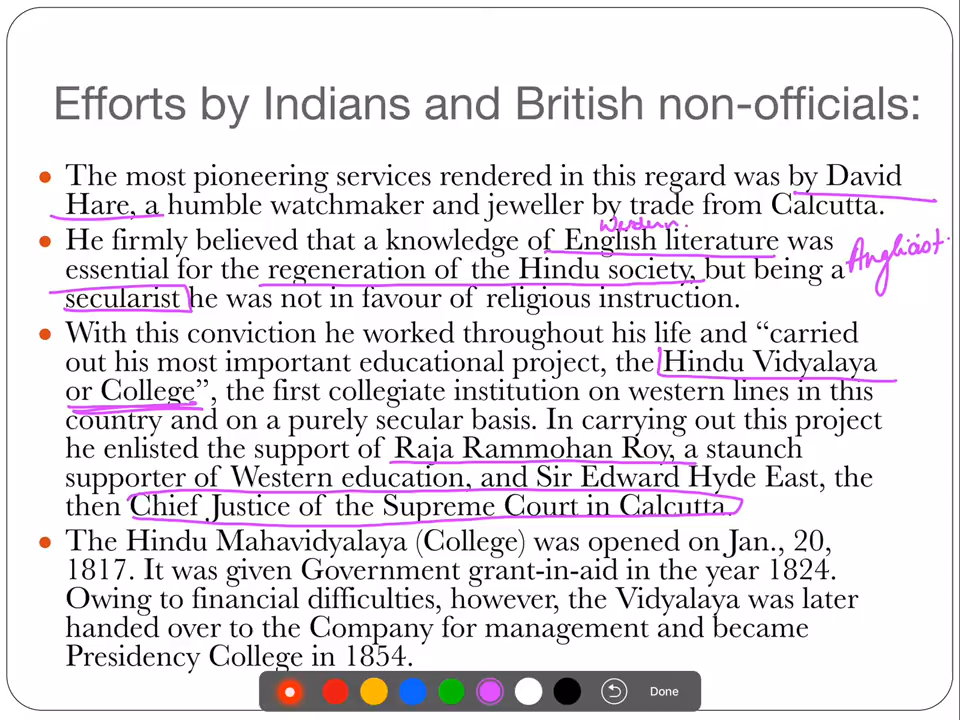 Efforts by Indians and British non-officials:
• The most pioneering services rendered in this regard was by David
Hare, a humble watchmaker and jeweller by trade from Calcutta.
Western
• He firmly believed that a knowledge of English literature was
essential for the regeneration of the Hindu society, but being a
Anglicist
secularist he was not in favour of religious instruction.
• With this conviction he worked throughout his life and “carried
out his most important educational project, the Hindu Vidyalaya
or College”, the first collegiate institution on western lines in this
country and on a purely secular basis. In carrying out this project
he enlisted the support of Raja Rammohan Roy, a staunch
supporter of Western education, and Sir Edward Hyde East, the
then Chief Justice of the Supreme Court in Calcutta.
• The Hindu Mahavidyalaya (College) was opened on Jan., 20,
1817. It was given Government grant-in-aid in the year 1824.
Owing to financial difficulties, however, the Vidyalaya was later
handed over to the Company for management and became
Presidency College in 1854.
Done